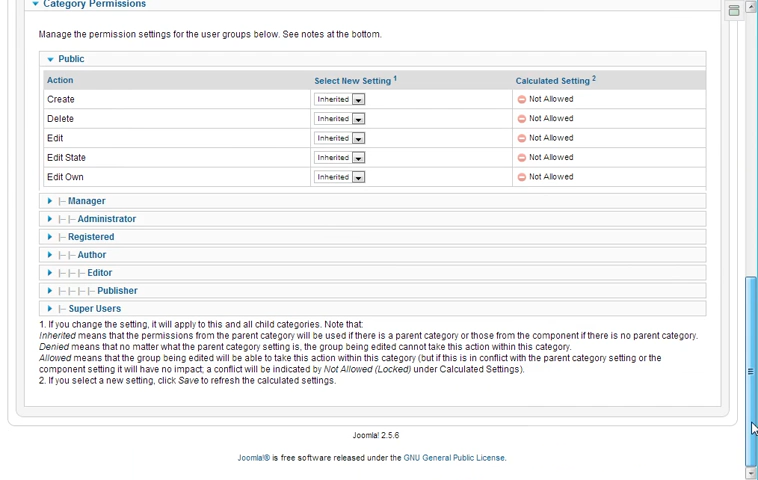 Category Permissions
Manage the permission settings for the user groups below. See notes at the bottom.
Public
Action Select New Setting 1 Calculated Setting 2
Create Inherited Not Allowed
Delete Inherited Not Allowed
Edit Inherited Not Allowed
Edit State Inherited Not Allowed
Edit Own Inherited Not Allowed
|– Manager
|– |– Administrator
|– Registered
|– |– Author
|– |– |– Editor
|– |– |– |– Publisher
|– Super Users
1. If you change the setting, it will apply to this and all child categories. Note that:
Inherited means that the permissions from the parent category will be used if there is a parent category or those from the component if there is no parent category.
Denied means that no matter what the parent category setting is, the group being edited cannot take this action within this category.
Allowed means that the group being edited will be able to take this action within this category (but if this is in conflict with the parent category setting or the
component setting it will have no impact; a conflict will be indicated by Not Allowed (Locked) under Calculated Settings).
2. If you select a new setting, click Save to refresh the calculated settings.
Joomla! 2.5.6
Joomla!® is free software released under the GNU General Public License.